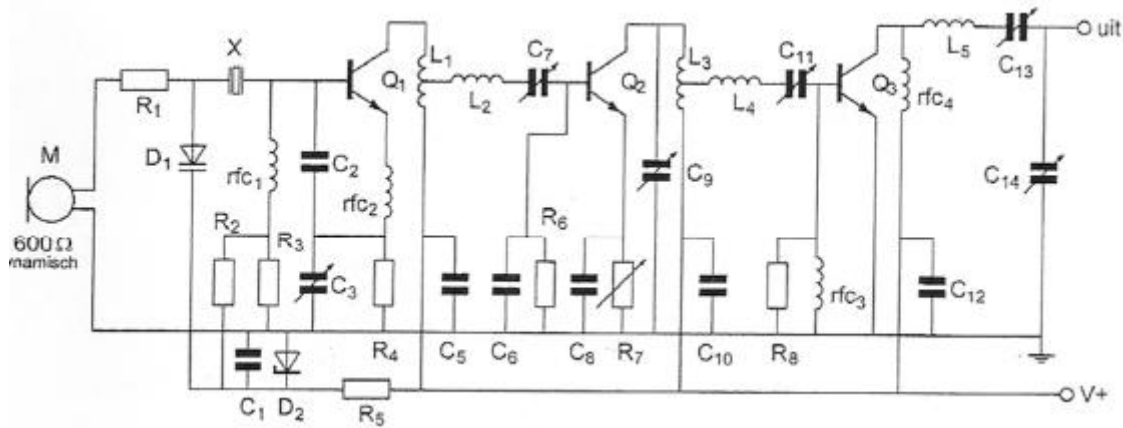 X
L₁
C₇
Q₁
Q₂
L₃
C₁₁
Q₃
L₅
C₁₃
uit
R₁
L₂
L₄
rfc₄
M
D₁
rfc₁
C₂
C₉
C₁₄
rfc₂
600Ω
ynamisch
R₂
R₃
C₃
R₆
rfc₃
C₁₂
R₄
C₅
C₆
C₈
R₇
C₁₀
R₈
C₁
D₂
R₅
V+